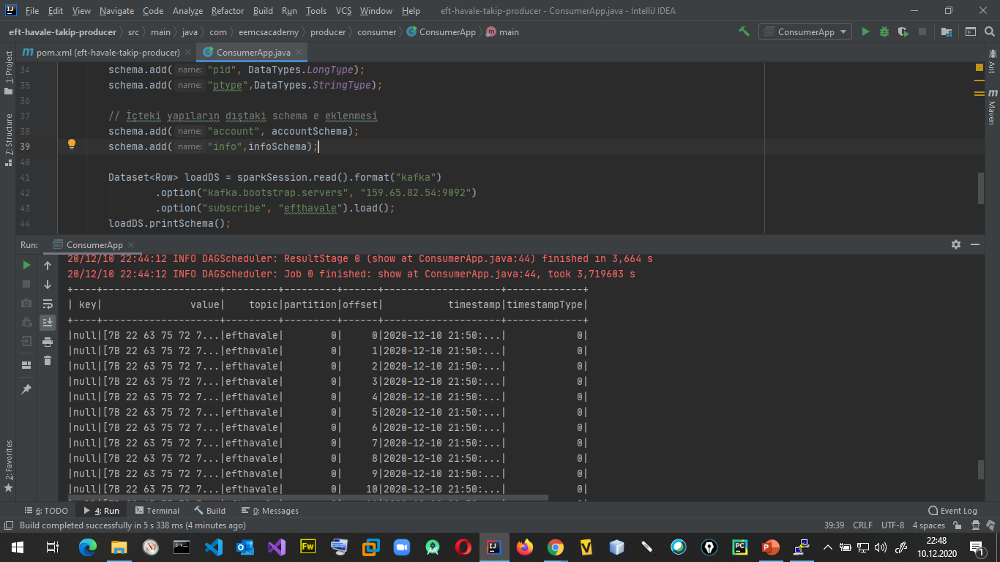 File Edit View Navigate Code Analyze Refactor Build Run Tools VCS Window Help eft-havale-takip-producer - ConsumerApp.java - IntelliJ IDEA
eft-havale-takip-producer src main java com eemcsacademy producer consumer ConsumerApp main ConsumerApp
pom.xml (eft-havale-takip-producer) ConsumerApp.java
1: Project
7: Structure
2: Favorites
Ant
Maven
34 schema.add( name: "pid", DataTypes.LongType);
35 schema.add( name: "ptype",DataTypes.StringType);
36
37 // İçteki yapıların dıştaki schema e eklenmesi
38 schema.add( name: "account", accountSchema);
39 schema.add( name: "info",infoSchema);
40
41 Dataset<Row> loadDS = sparkSession.read().format("kafka")
42 .option("kafka.bootstrap.servers", "159.65.82.54:9092")
43 .option("subscribe", "efthavale").load();
44 loadDS.printSchema();
Run: ConsumerApp
20/12/10 22:44:12 INFO DAGScheduler: ResultStage 0 (show at ConsumerApp.java:44) finished in 3,664 s
20/12/10 22:44:12 INFO DAGScheduler: Job 0 finished: show at ConsumerApp.java:44, took 3,719603 s
+----+--------------------+---------+---------+------+--------------------+-------------+
| key|               value|    topic|partition|offset|           timestamp|timestampType|
+----+--------------------+---------+---------+------+--------------------+-------------+
|null|[7B 22 63 75 72 7...|efthavale|        0|     0|2020-12-10 21:50:...|            0|
|null|[7B 22 63 75 72 7...|efthavale|        0|     1|2020-12-10 21:50:...|            0|
|null|[7B 22 63 75 72 7...|efthavale|        0|     2|2020-12-10 21:50:...|            0|
|null|[7B 22 63 75 72 7...|efthavale|        0|     3|2020-12-10 21:50:...|            0|
|null|[7B 22 63 75 72 7...|efthavale|        0|     4|2020-12-10 21:50:...|            0|
|null|[7B 22 63 75 72 7...|efthavale|        0|     5|2020-12-10 21:50:...|            0|
|null|[7B 22 63 75 72 7...|efthavale|        0|     6|2020-12-10 21:50:...|            0|
|null|[7B 22 63 75 72 7...|efthavale|        0|     7|2020-12-10 21:50:...|            0|
|null|[7B 22 63 75 72 7...|efthavale|        0|     8|2020-12-10 21:50:...|            0|
|null|[7B 22 63 75 72 7...|efthavale|        0|     9|2020-12-10 21:50:...|            0|
|null|[7B 22 63 75 72 7...|efthavale|        0|    10|2020-12-10 21:50:...|            0|
6: TODO 4: Run Terminal Build 0: Messages Event Log
Build completed successfully in 5 s 338 ms (4 minutes ago) 39:39 CRLF UTF-8 4 spaces
22:48
10.12.2020